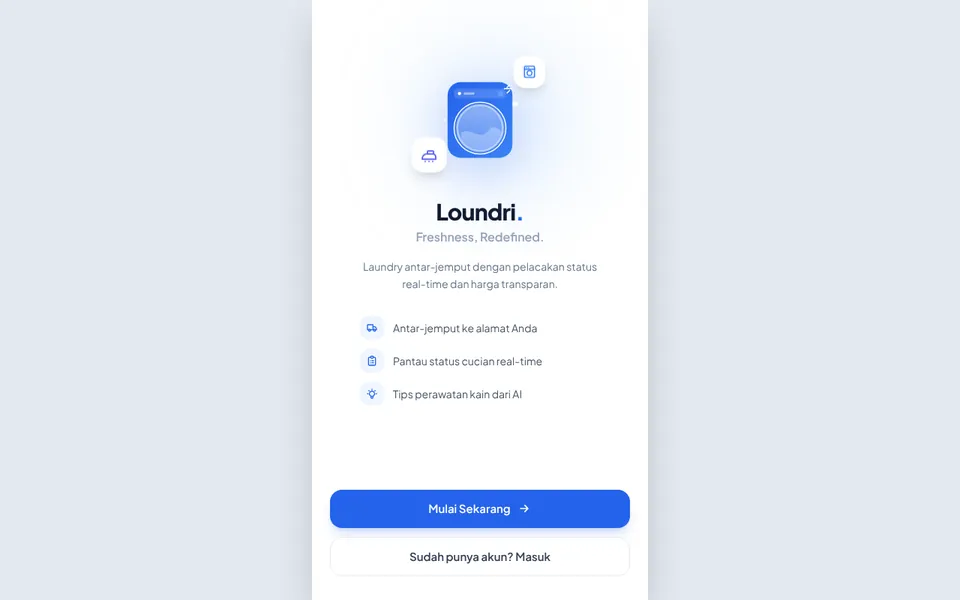 Loundri.
Freshness, Redefined.
Laundry antar-jemput dengan pelacakan status
real-time dan harga transparan.
Antar-jemput ke alamat Anda
Pantau status cucian real-time
Tips perawatan kain dari AI
Mulai Sekarang →
Sudah punya akun? Masuk